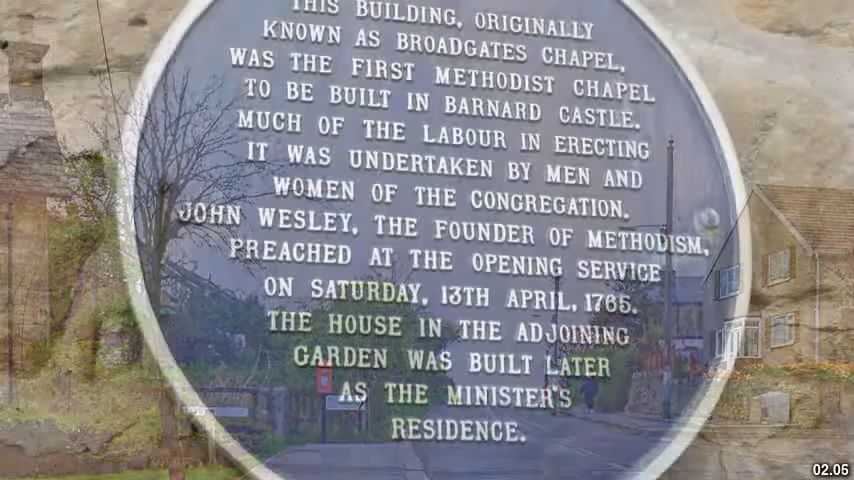 THIS BUILDING, ORIGINALLY
KNOWN AS BROADGATES CHAPEL,
WAS THE FIRST METHODIST CHAPEL
TO BE BUILT IN BARNARD CASTLE.
MUCH OF THE LABOUR IN ERECTING
IT WAS UNDERTAKEN BY MEN AND
WOMEN OF THE CONGREGATION.
JOHN WESLEY, THE FOUNDER OF METHODISM,
PREACHED AT THE OPENING SERVICE
ON SATURDAY, 13TH APRIL, 1765.
THE HOUSE IN THE ADJOINING
GARDEN WAS BUILT LATER
AS THE MINISTER'S
RESIDENCE.
02.05